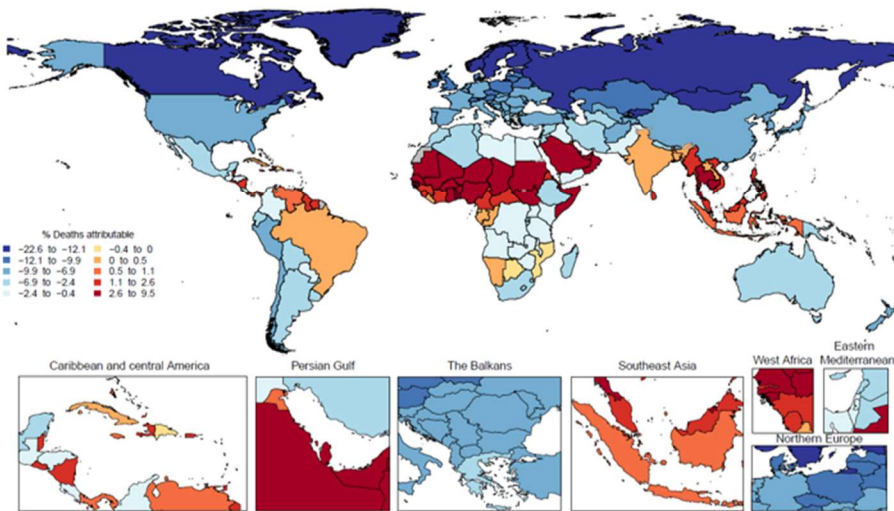 % Deaths attributable
−22.6 to −12.1
−12.1 to −9.9
−9.9 to −6.9
−6.9 to −2.4
−2.4 to −0.4
−0.4 to 0
0 to 0.5
0.5 to 1.1
1.1 to 2.6
2.6 to 9.5
Caribbean and central America
Persian Gulf
The Balkans
Southeast Asia
West Africa
Eastern
Mediterranean
Northern Europe